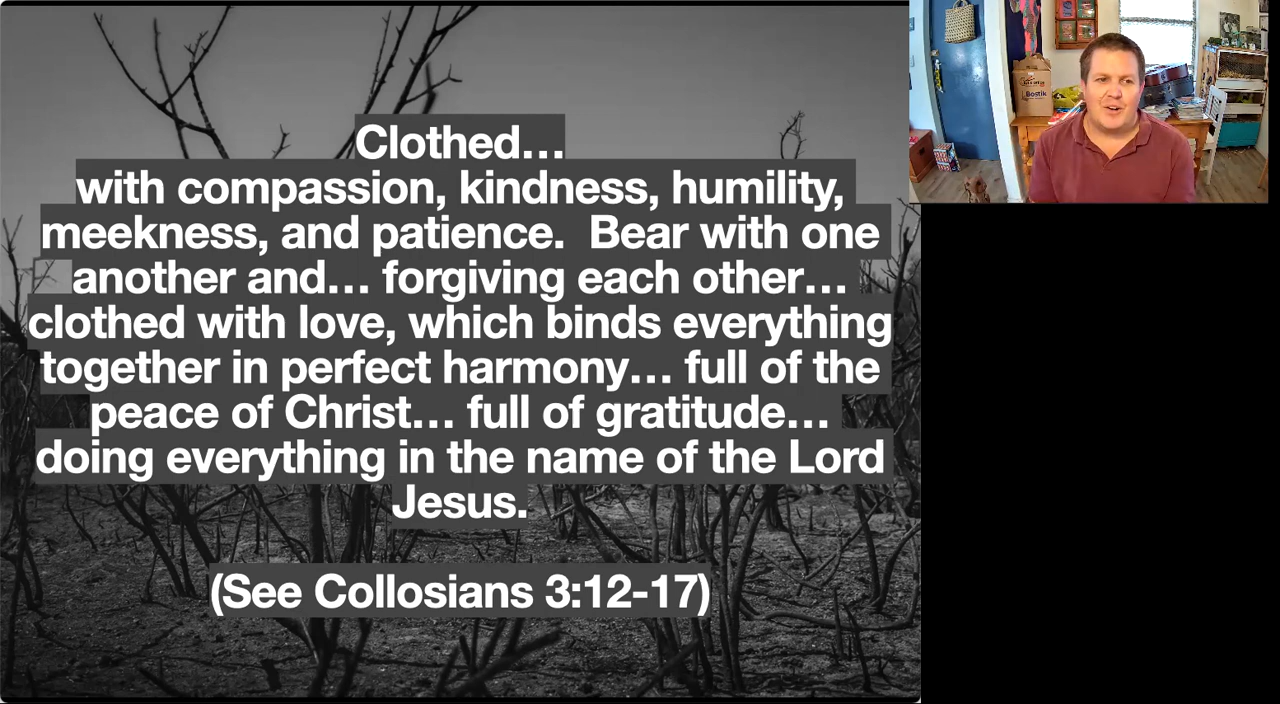 Clothed...
with compassion, kindness, humility,
meekness, and patience.  Bear with one
another and... forgiving each other...
clothed with love, which binds everything
together in perfect harmony... full of the
peace of Christ... full of gratitude...
doing everything in the name of the Lord
Jesus.
(See Collosians 3:12-17)
Bostik